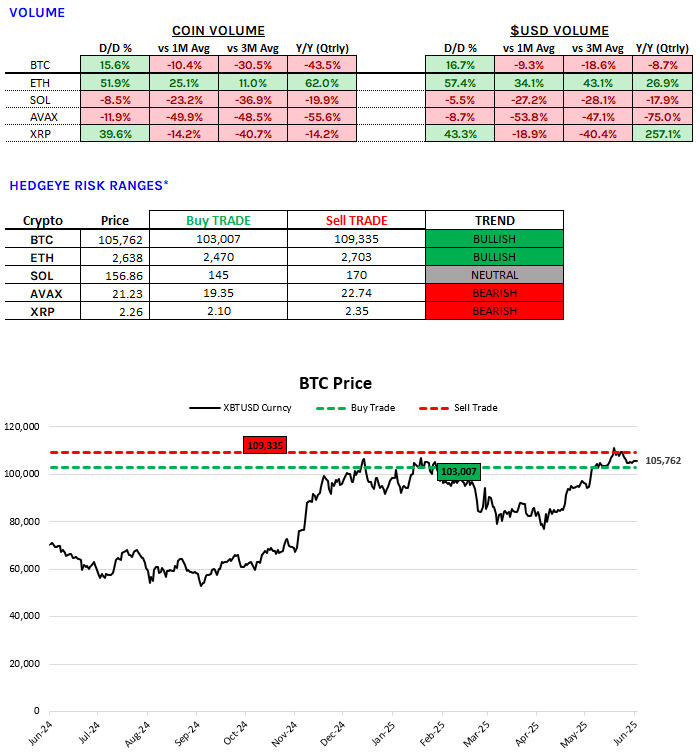 VOLUME
COIN VOLUME $USD VOLUME
D/D % vs 1M Avg vs 3M Avg Y/Y (Qtrly) D/D % vs 1M Avg vs 3M Avg Y/Y (Qtrly)
BTC 15.6% -10.4% -30.5% -43.5% 16.7% -9.3% -18.6% -8.7%
ETH 51.9% 25.1% 11.0% 62.0% 57.4% 34.1% 43.1% 26.9%
SOL -8.5% -23.2% -36.9% -19.9% -5.5% -27.2% -28.1% -17.9%
AVAX -11.9% -49.9% -48.5% -55.6% -8.7% -53.8% -47.1% -75.0%
XRP 39.6% -14.2% -40.7% -14.2% 43.3% -18.9% -40.4% 257.1%
HEDGEYE RISK RANGES*
Crypto Price Buy TRADE Sell TRADE TREND
BTC 105,762 103,007 109,335 BULLISH
ETH 2,638 2,470 2,703 BULLISH
SOL 156.86 145 170 NEUTRAL
AVAX 21.23 19.35 22.74 BEARISH
XRP 2.26 2.10 2.35 BEARISH
BTC Price
XBTUSD Curncy Buy Trade Sell Trade
120,000
109,335
105,762
103,007
100,000
80,000
60,000
40,000
20,000
0
Jun-24 Jul-24 Aug-24 Sep-24 Oct-24 Nov-24 Dec-24 Jan-25 Feb-25 Mar-25 Apr-25 May-25 Jun-25